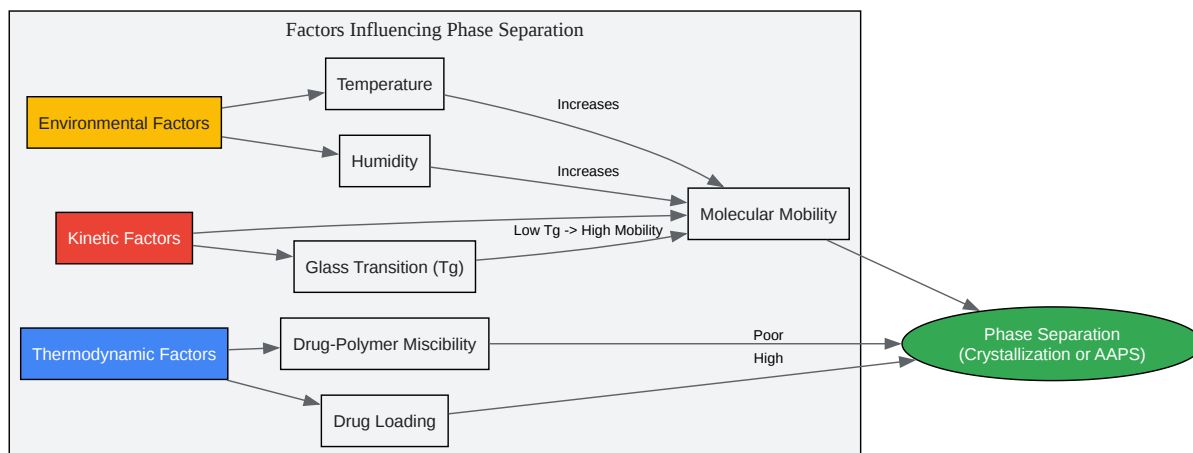 Factors Influencing Phase Separation
Temperature
Increases
Environmental Factors
Humidity
Increases
Molecular Mobility
Kinetic Factors
Low Tg -> High Mobility
Glass Transition (Tg)
Thermodynamic Factors
Drug-Polymer Miscibility
Poor
Phase Separation
(Crystallization or AAPS)
High
Drug Loading